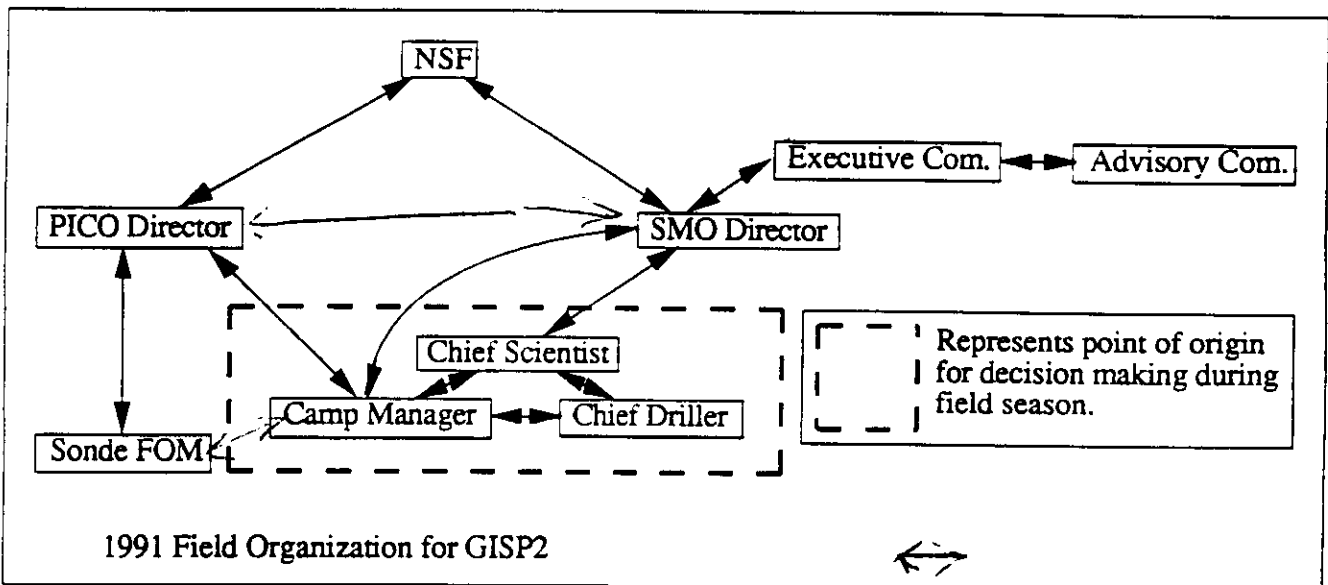 NSF
Executive Com.
Advisory Com.
PICO Director
SMO Director
Chief Scientist
Camp Manager
Chief Driller
Sonde FOM
Represents point of origin
for decision making during
field season.
1991 Field Organization for GISP2